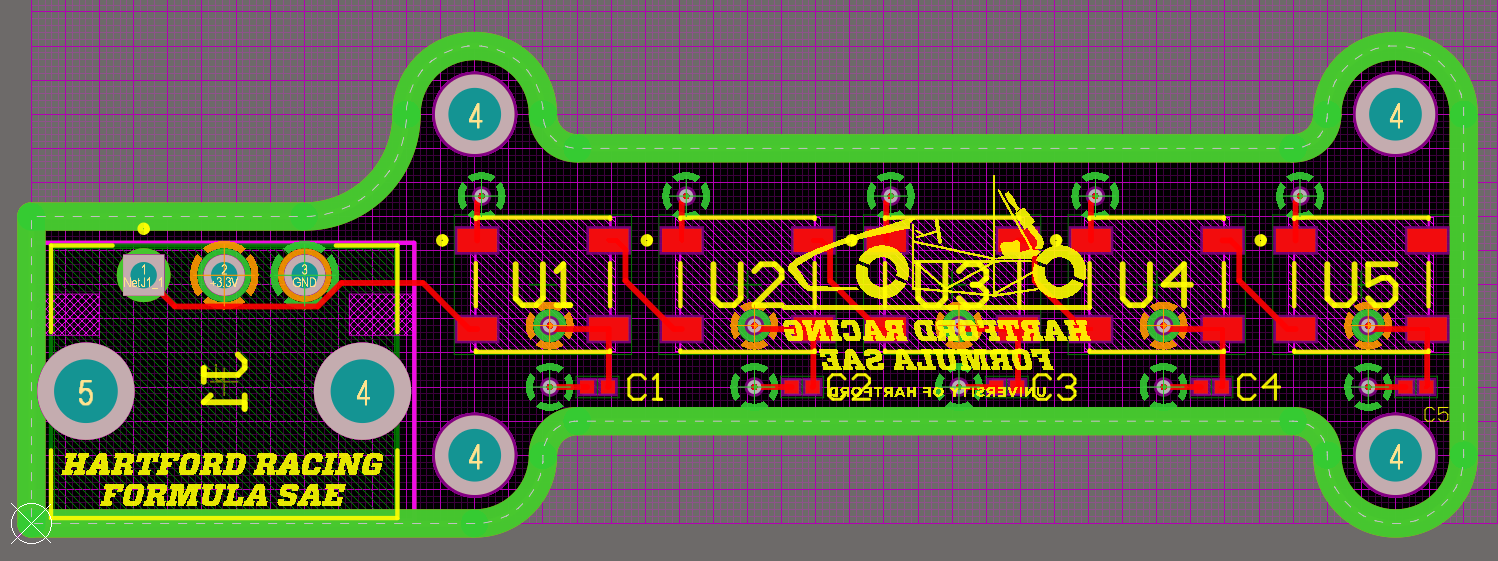 4
4
1
NetJ1_1
2
+3.3V
3
GND
U1
U2
U3
U4
U5
HARTFORD RACING
FORMULA SAE
UNIVERSITY OF HARTFORD
J1
5
4
C1
C2
C3
C4
C5
HARTFORD RACING
FORMULA SAE
4
4